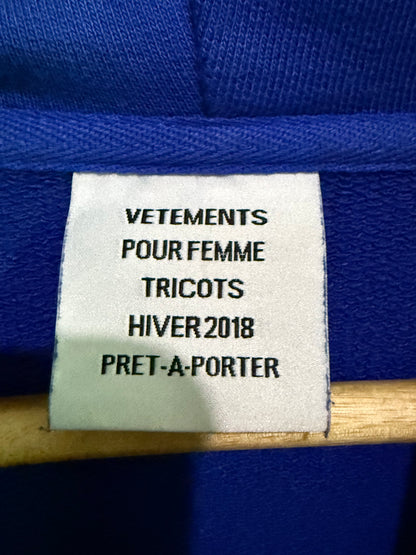 VETEMENTS
POUR FEMME
TRICOTS
HIVER 2018
PRET-A-PORTER